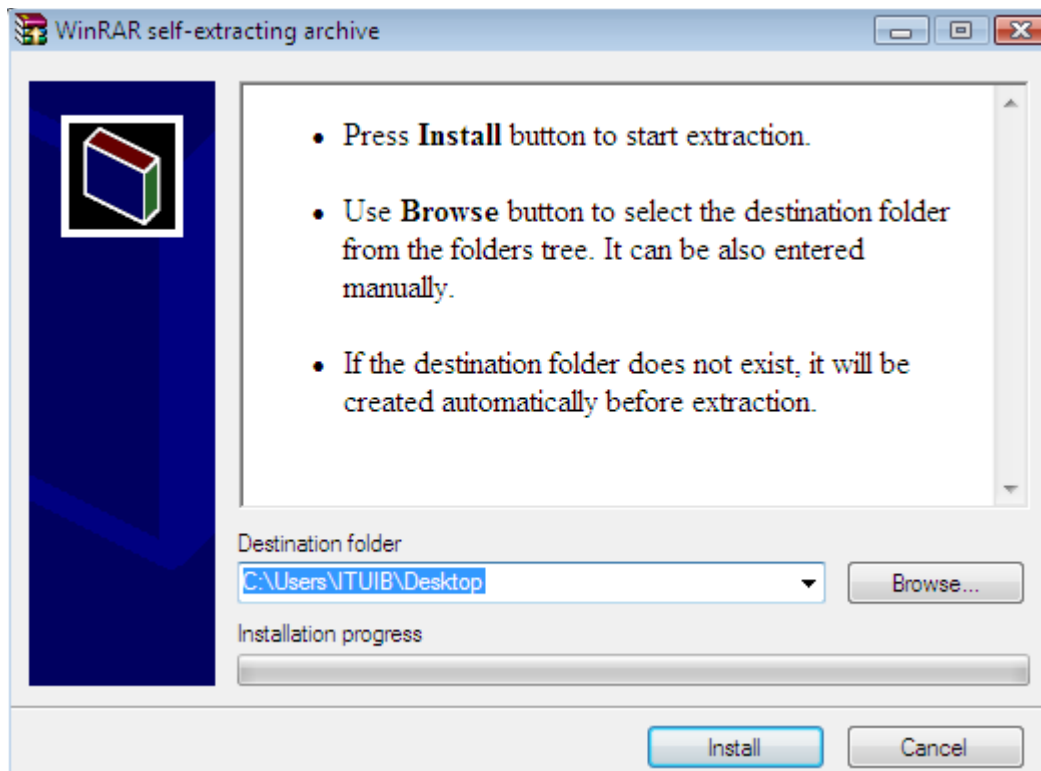 WinRAR self-extracting archive
• Press Install button to start extraction.
• Use Browse button to select the destination folder
from the folders tree. It can be also entered
manually.
• If the destination folder does not exist, it will be
created automatically before extraction.
Destination folder
C:\Users\ITUIB\Desktop
Browse...
Installation progress
Install
Cancel